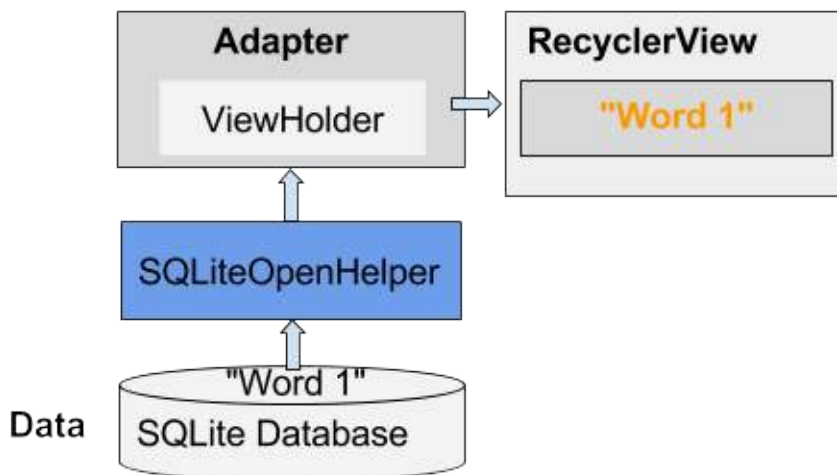 Adapter
ViewHolder
RecyclerView
"Word 1"
SQLiteOpenHelper
"Word 1"
Data
SQLite Database